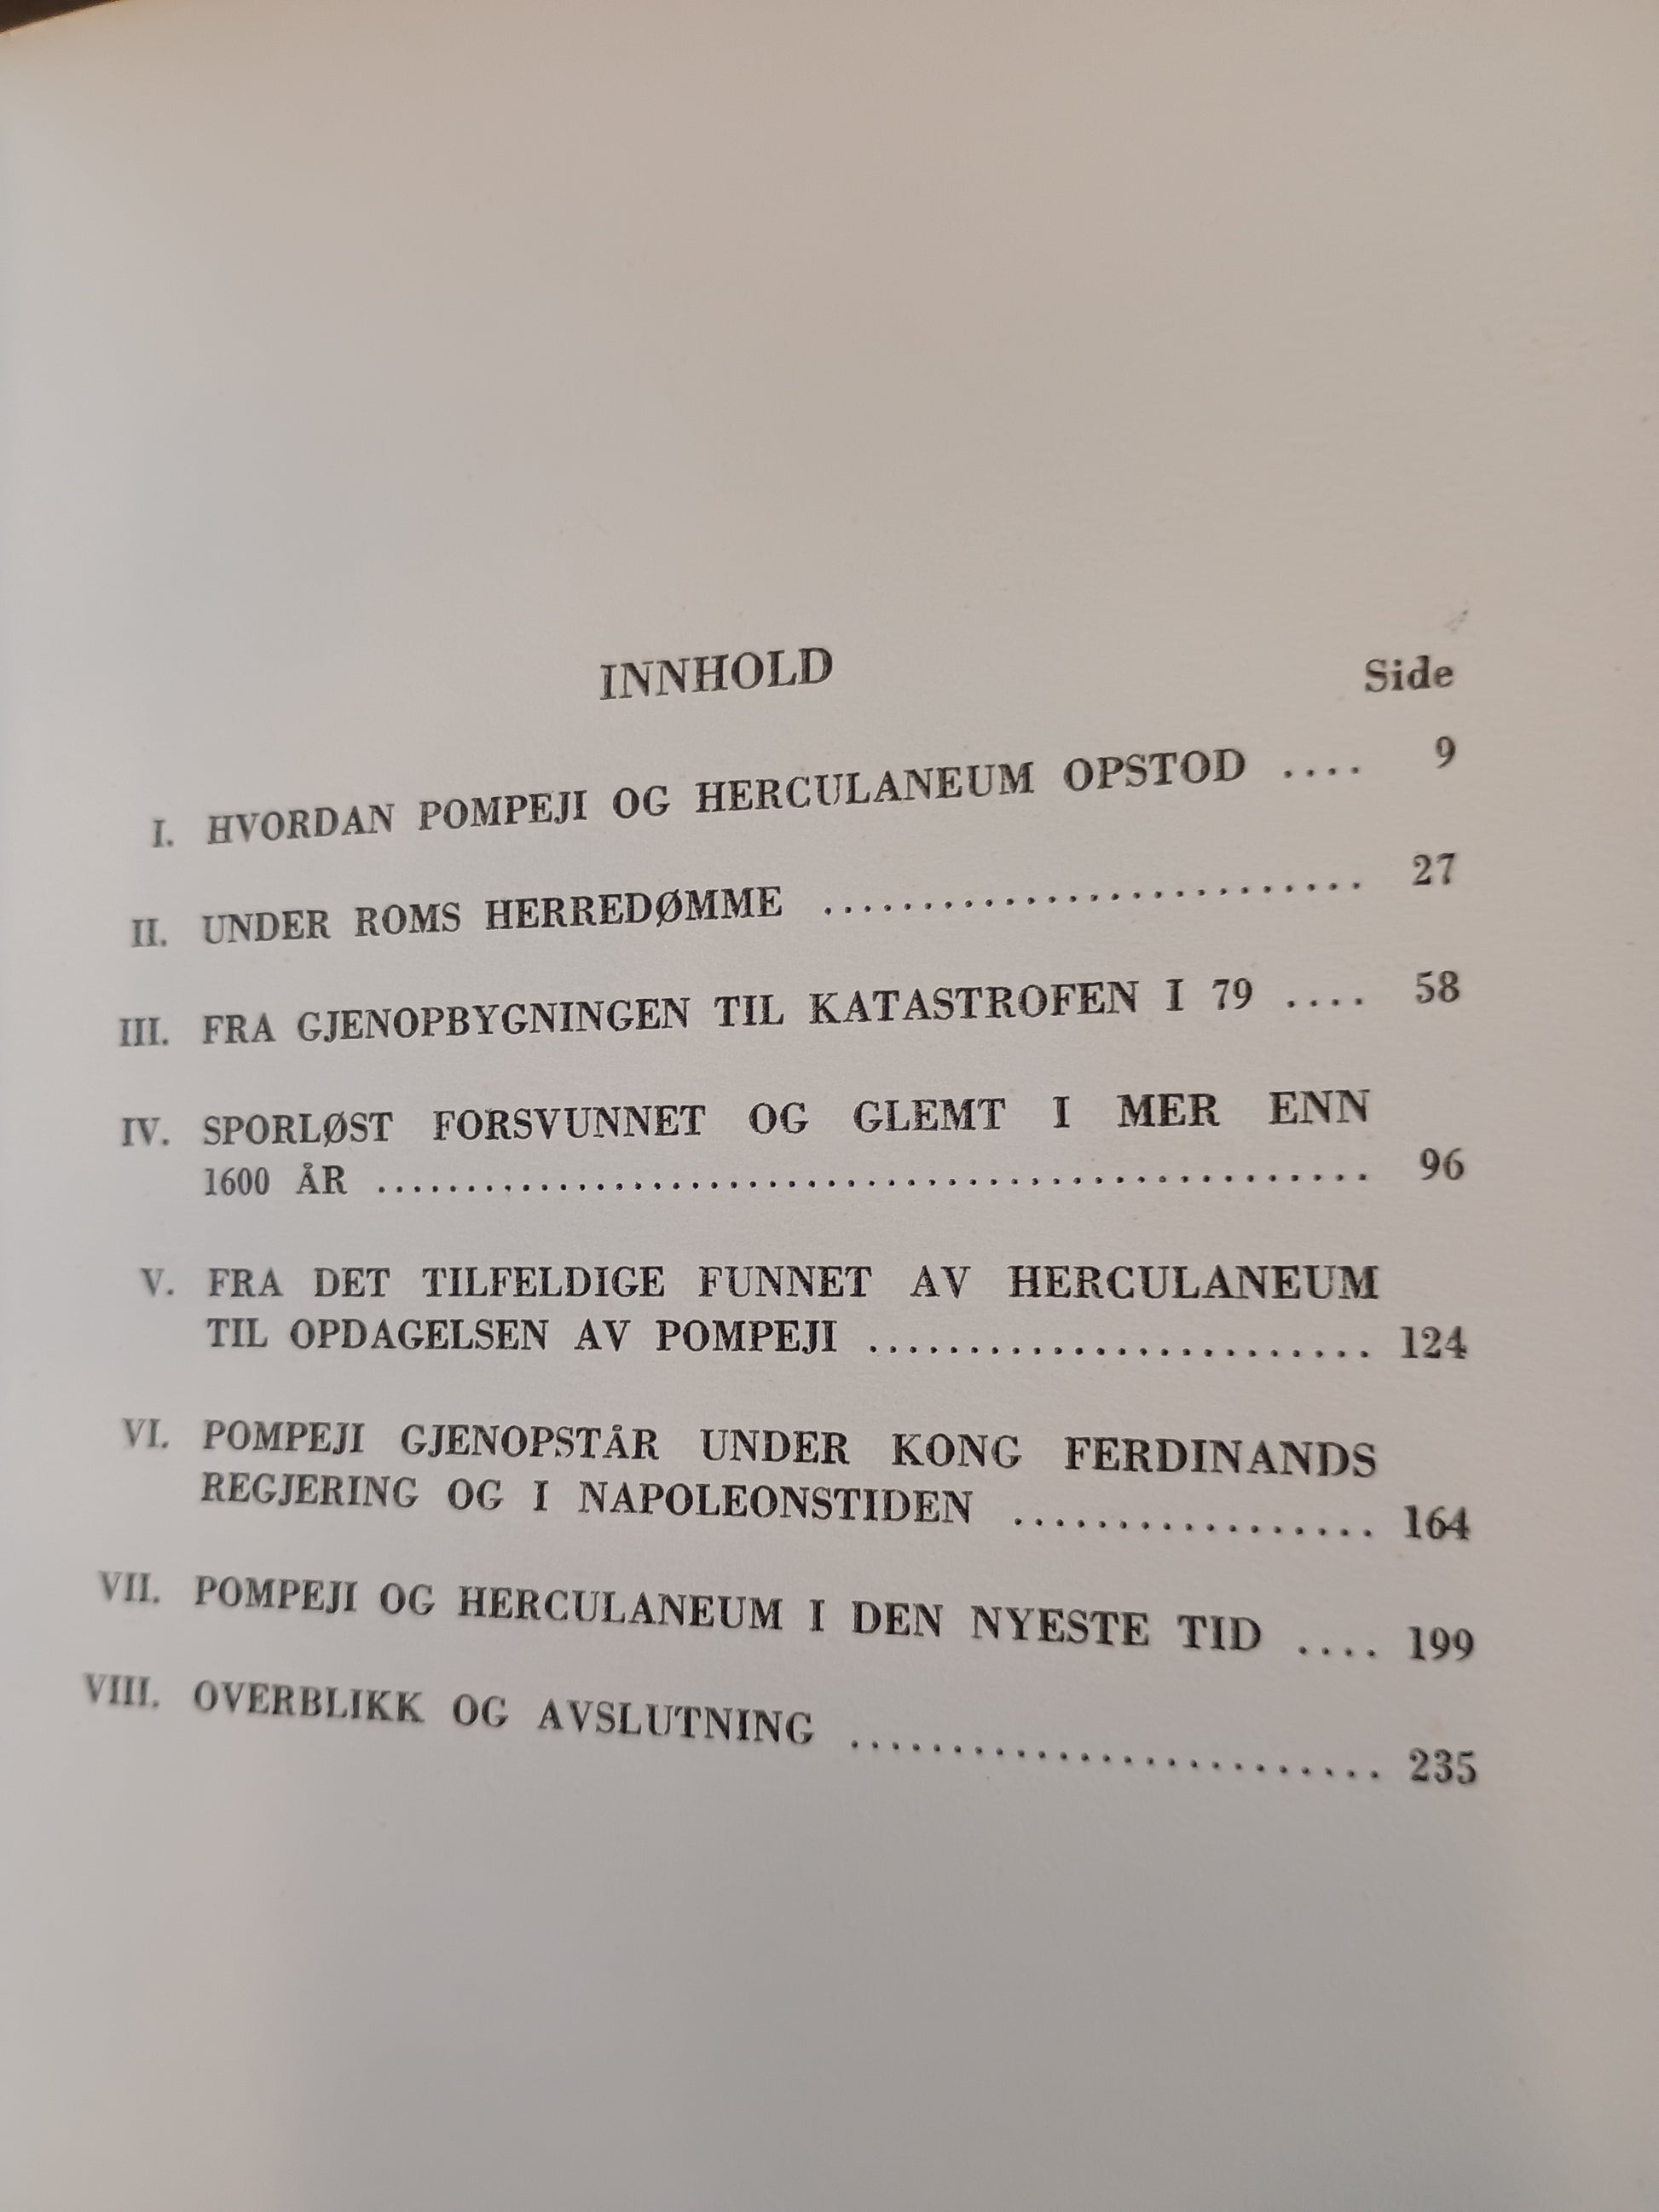 INNHOLD
Side
I. HVORDAN POMPEJI OG HERCULANEUM OPSTOD .... 9
II. UNDER ROMS HERREDØMME ........................... 27
III. FRA GJENOPBYGNINGEN TIL KATASTROFEN I 79 .... 58
IV. SPORLØST FORSVUNNET OG GLEMT I MER ENN
1600 ÅR .................................................. 96
V. FRA DET TILFELDIGE FUNNET AV HERCULANEUM
TIL OPDAGELSEN AV POMPEJI ......................... 124
VI. POMPEJI GJENOPSTÅR UNDER KONG FERDINANDS
REGJERING OG I NAPOLEONSTIDEN .................. 164
VII. POMPEJI OG HERCULANEUM I DEN NYESTE TID .... 199
VIII. OVERBLIKK OG AVSLUTNING .......................... 235